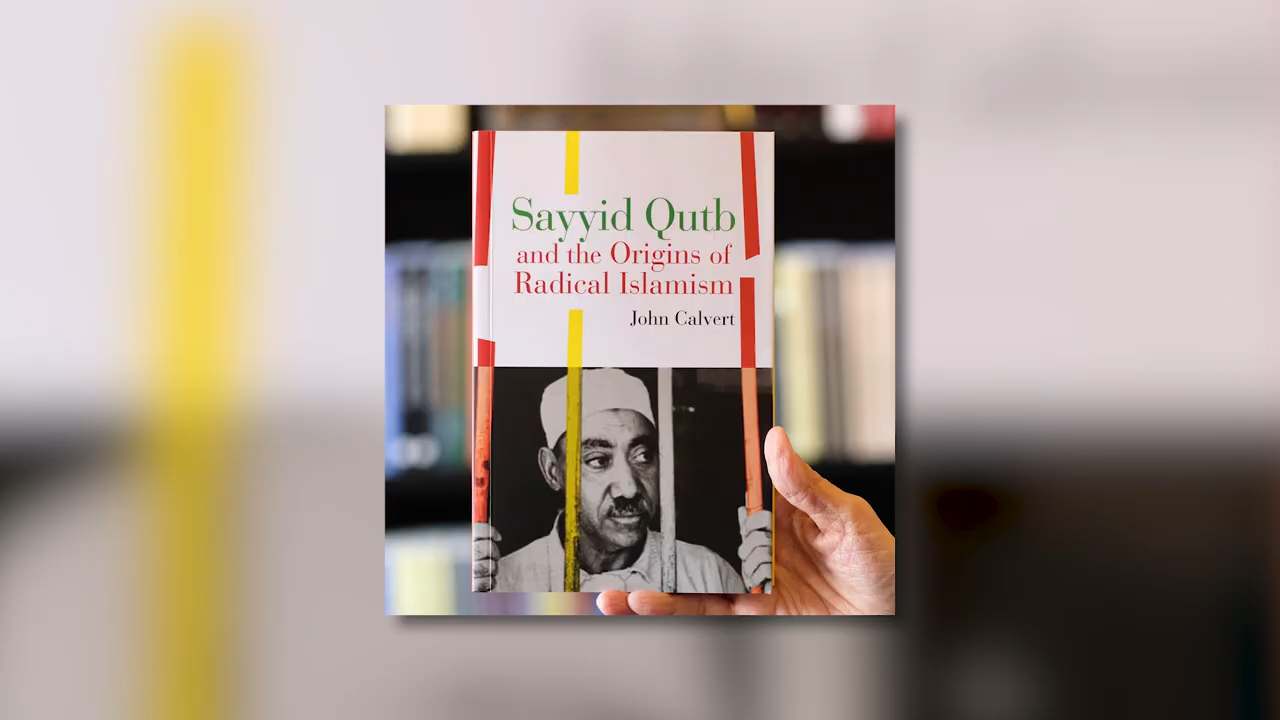 Sayyid Qutb
and the Origins of
Radical Islamism
John Calvert